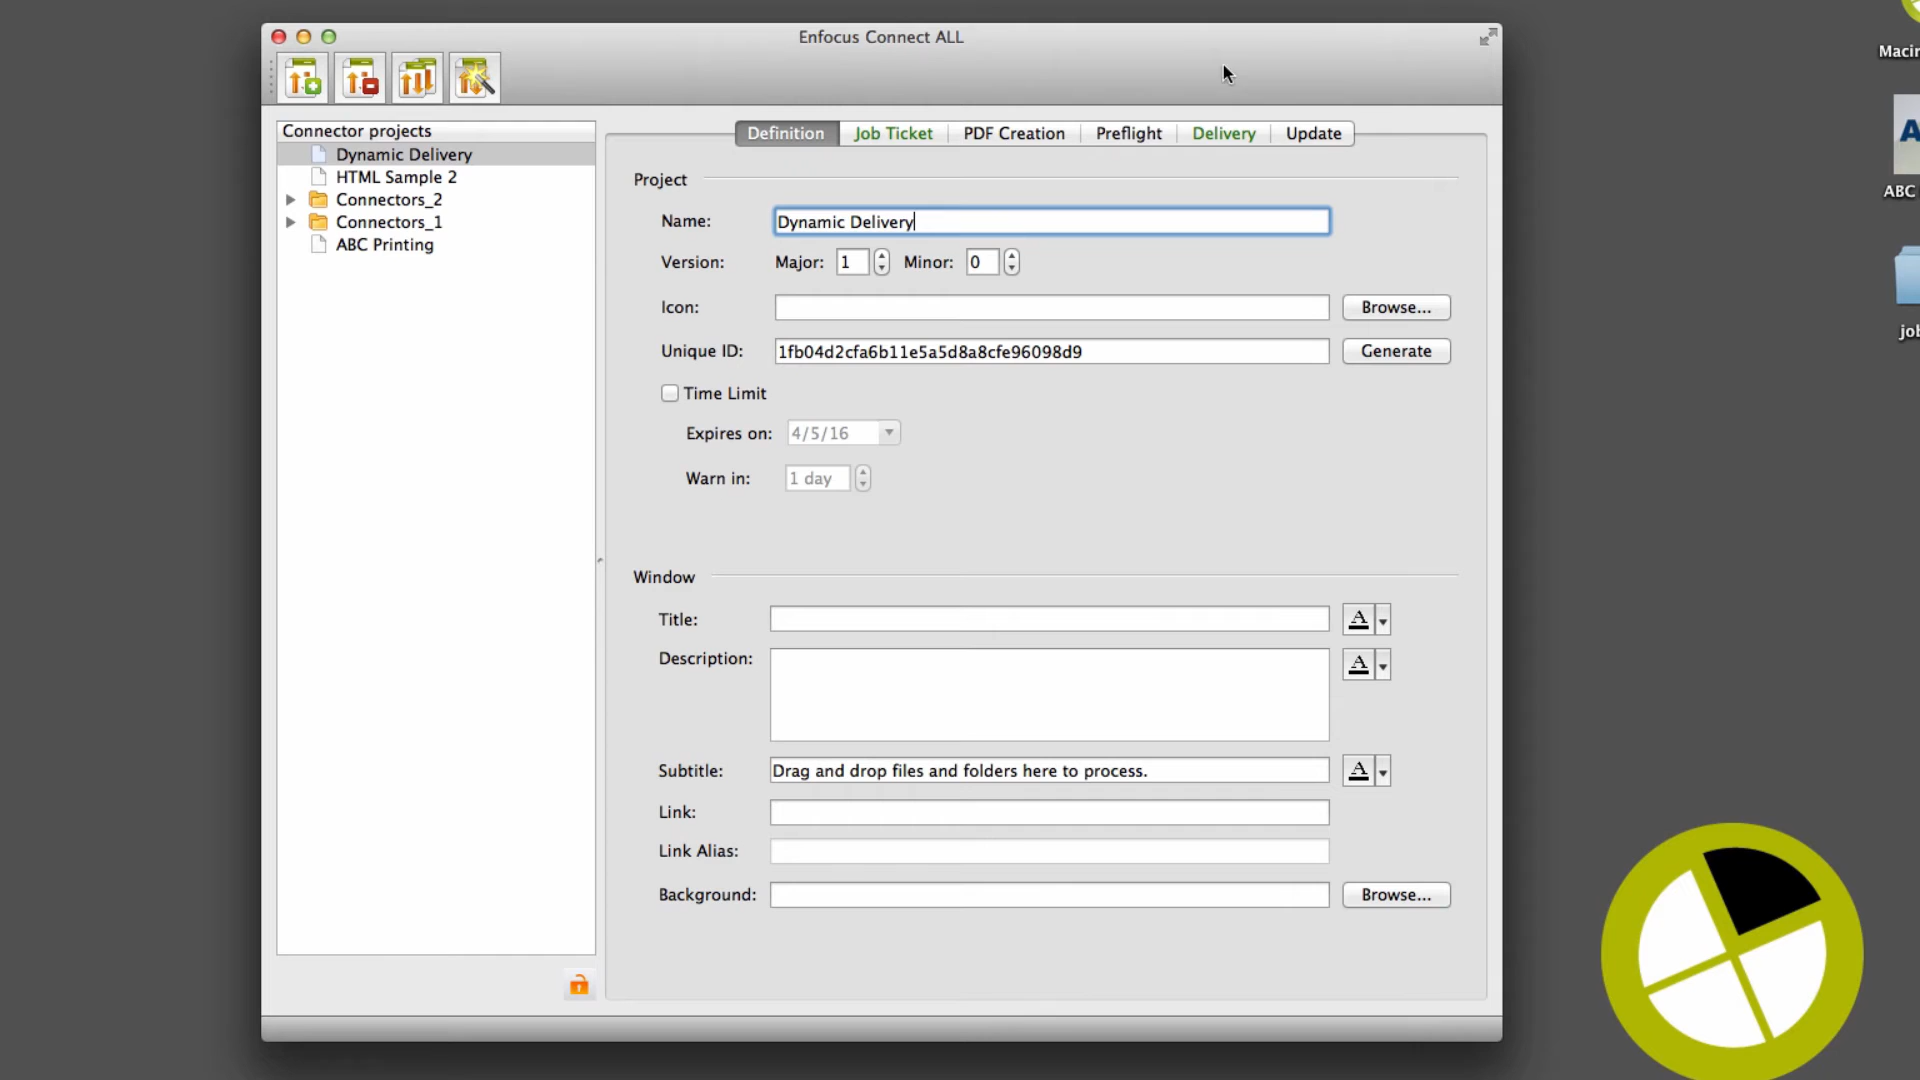 Enfocus Connect ALL
Macin
ABC
job
Connector projects
Dynamic Delivery
HTML Sample 2
Connectors_2
Connectors_1
ABC Printing
Definition Job Ticket PDF Creation Preflight Delivery Update
Project
Name: Dynamic Delivery
Version: Major: 1 Minor: 0
Icon: Browse...
Unique ID: 1fb04d2cfa6b11e5a5d8a8cfe96098d9 Generate
Time Limit
Expires on: 4/5/16
Warn in: 1 day
Window
Title: A
Description: A
Subtitle: Drag and drop files and folders here to process. A
Link:
Link Alias:
Background: Browse...